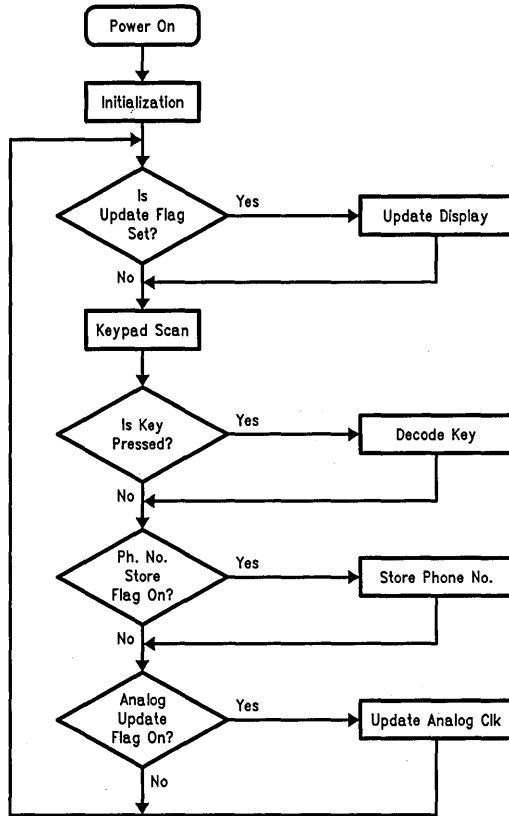 Power On
Initialization
Is
Update Flag
Set?
Yes
Update Display
No
Keypad Scan
Is Key
Pressed?
Yes
Decode Key
No
Ph. No.
Store
Flag On?
Yes
Store Phone No.
No
Analog
Update
Flag On?
Yes
Update Analog Clk
No